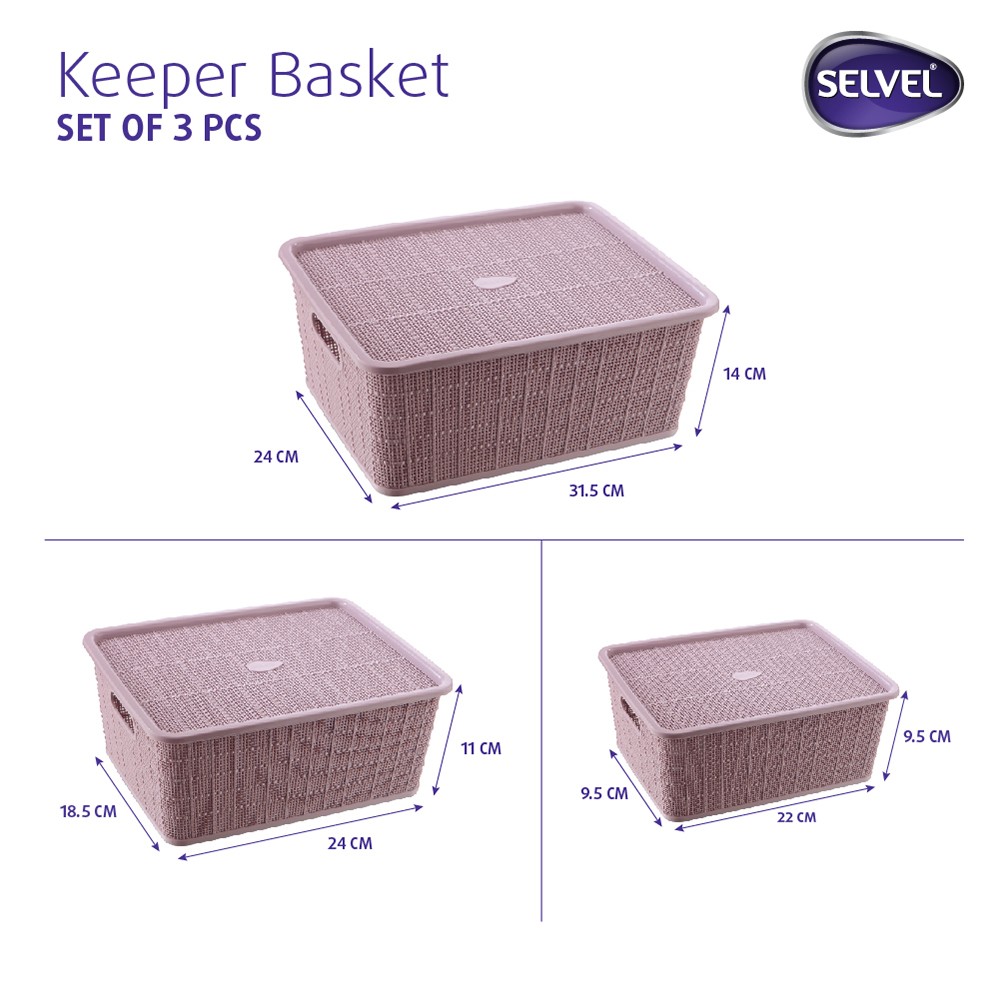 Keeper Basket
SET OF 3 PCS
SELVEL®
14 CM
24 CM
31.5 CM
11 CM
18.5 CM
24 CM
9.5 CM
9.5 CM
22 CM